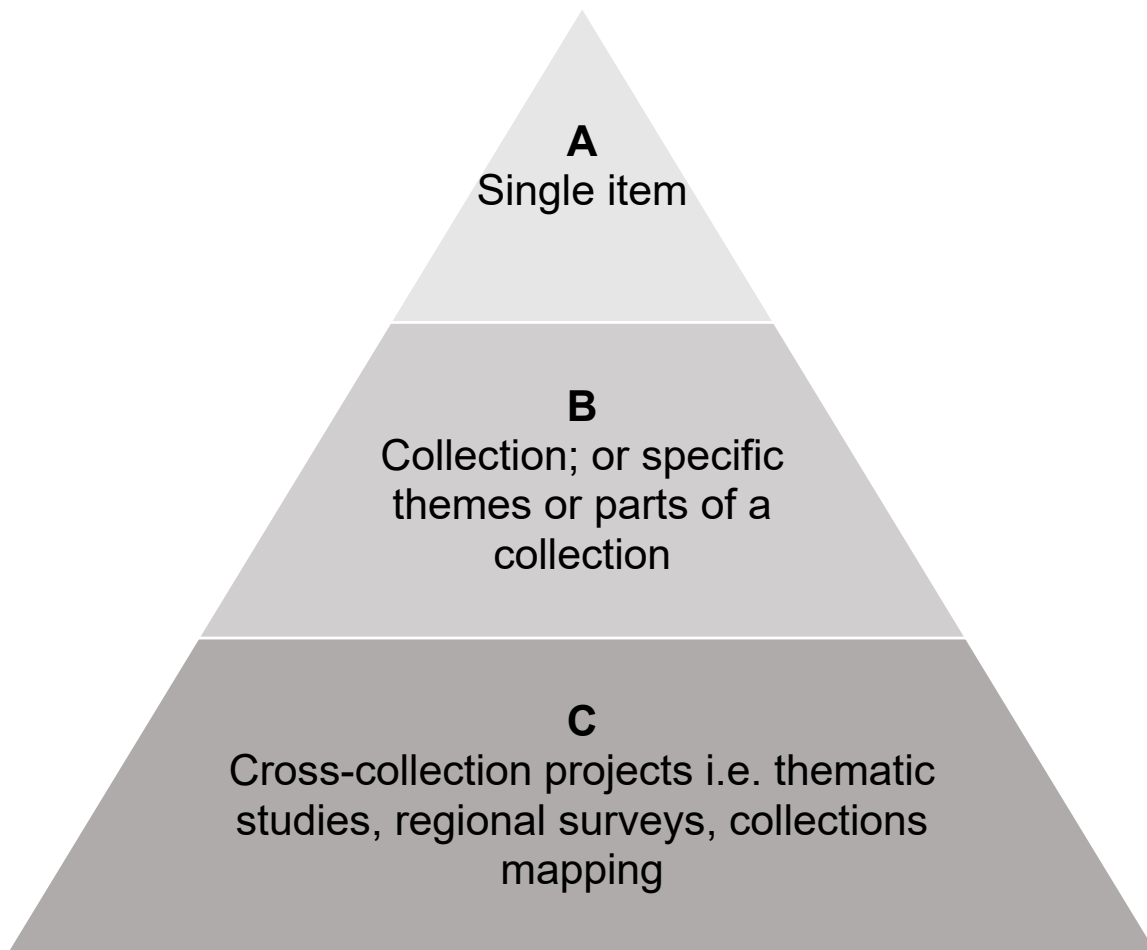 A
Single item
B
Collection; or specific
themes or parts of a
collection
C
Cross-collection projects i.e. thematic
studies, regional surveys, collections
mapping